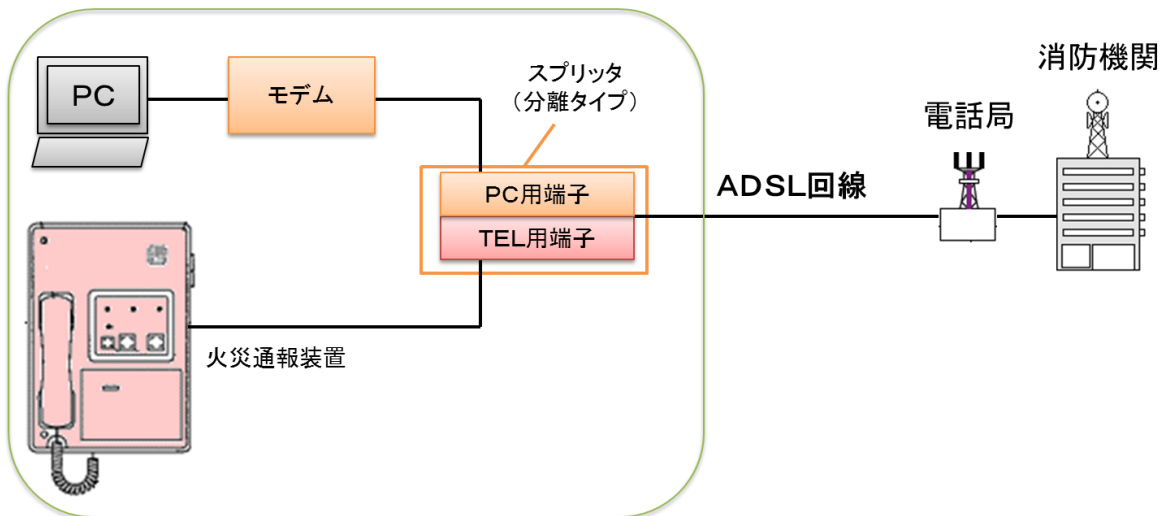 消防機関
電話局
スプリッタ
(分離タイプ)
PC
モデム
PC用端子
TEL用端子
ADSL回線
火災通報装置